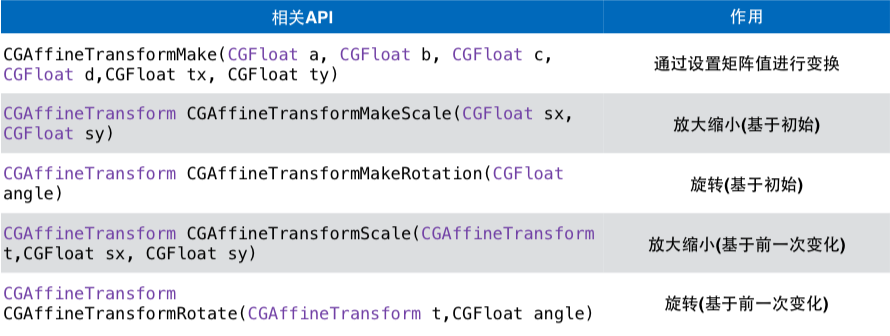 相关API
作用
CGAffineTransformMake(CGFloat a, CGFloat b, CGFloat c,
CGFloat d,CGFloat tx, CGFloat ty)
通过设置矩阵值进行变换
CGAffineTransform CGAffineTransformMakeScale(CGFloat sx,
CGFloat sy)
放大缩小(基于初始)
CGAffineTransform CGAffineTransformMakeRotation(CGFloat
angle)
旋转(基于初始)
CGAffineTransform CGAffineTransformScale(CGAffineTransform
t,CGFloat sx, CGFloat sy)
放大缩小(基于前一次变化)
CGAffineTransform
CGAffineTransformRotate(CGAffineTransform t,CGFloat angle)
旋转(基于前一次变化)